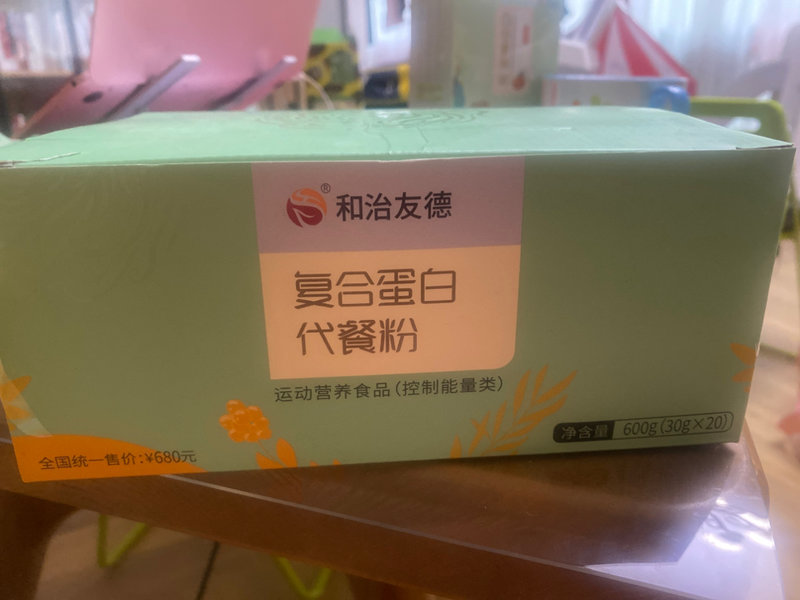 ®
和治友德
复合蛋白
代餐粉
运动营养食品(控制能量类)
净含量 600g(30g×20)
全国统一售价:¥680元